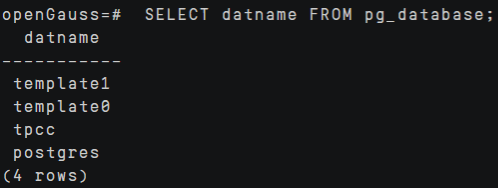 openGauss=#  SELECT datname FROM pg_database;
  datname
-----------
 template1
 template0
 tpcc
 postgres
(4 rows)